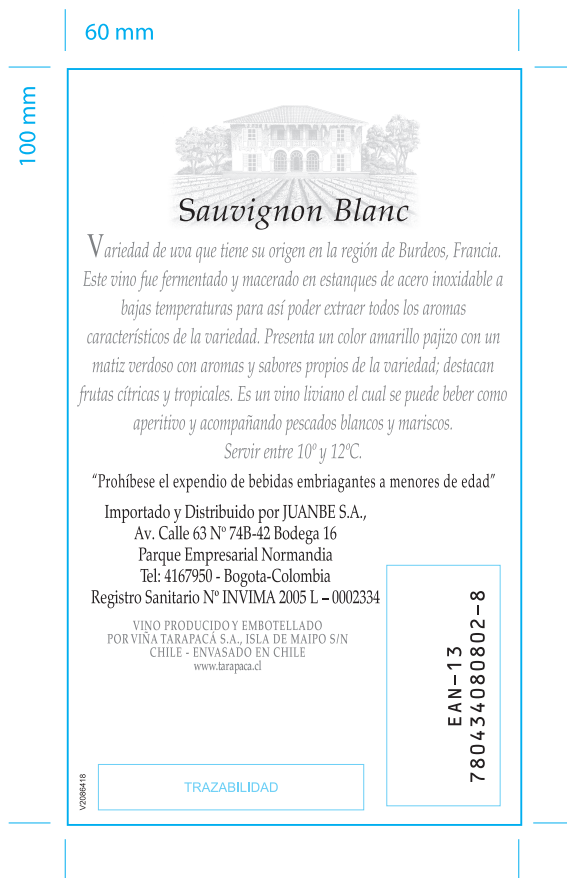 60 mm
100 mm
Sauvignon Blanc
Variedad de uva que tiene su origen en la región de Burdeos, Francia.
Este vino fue fermentado y macerado en estanques de acero inoxidable a
bajas temperaturas para así poder extraer todos los aromas
característicos de la variedad. Presenta un color amarillo pajizo con un
matiz verdoso con aromas y sabores propios de la variedad; destacan
frutas cítricas y tropicales. Es un vino liviano el cual se puede beber como
aperitivo y acompañando pescados blancos y mariscos.
Servir entre 10º y 12ºC.
“Prohíbese el expendio de bebidas embriagantes a menores de edad”
Importado y Distribuido por JUANBE S.A.,
Av. Calle 63 Nº 74B-42 Bodega 16
Parque Empresarial Normandia
Tel: 4167950 - Bogota-Colombia
Registro Sanitario Nº INVIMA 2005 L – 0002334
VINO PRODUCIDO Y EMBOTELLADO
POR VIÑA TARAPACÁ S.A., ISLA DE MAIPO S/N
CHILE - ENVASADO EN CHILE
www.tarapaca.cl
EAN-13
780434080802-8
V2086418
TRAZABILIDAD